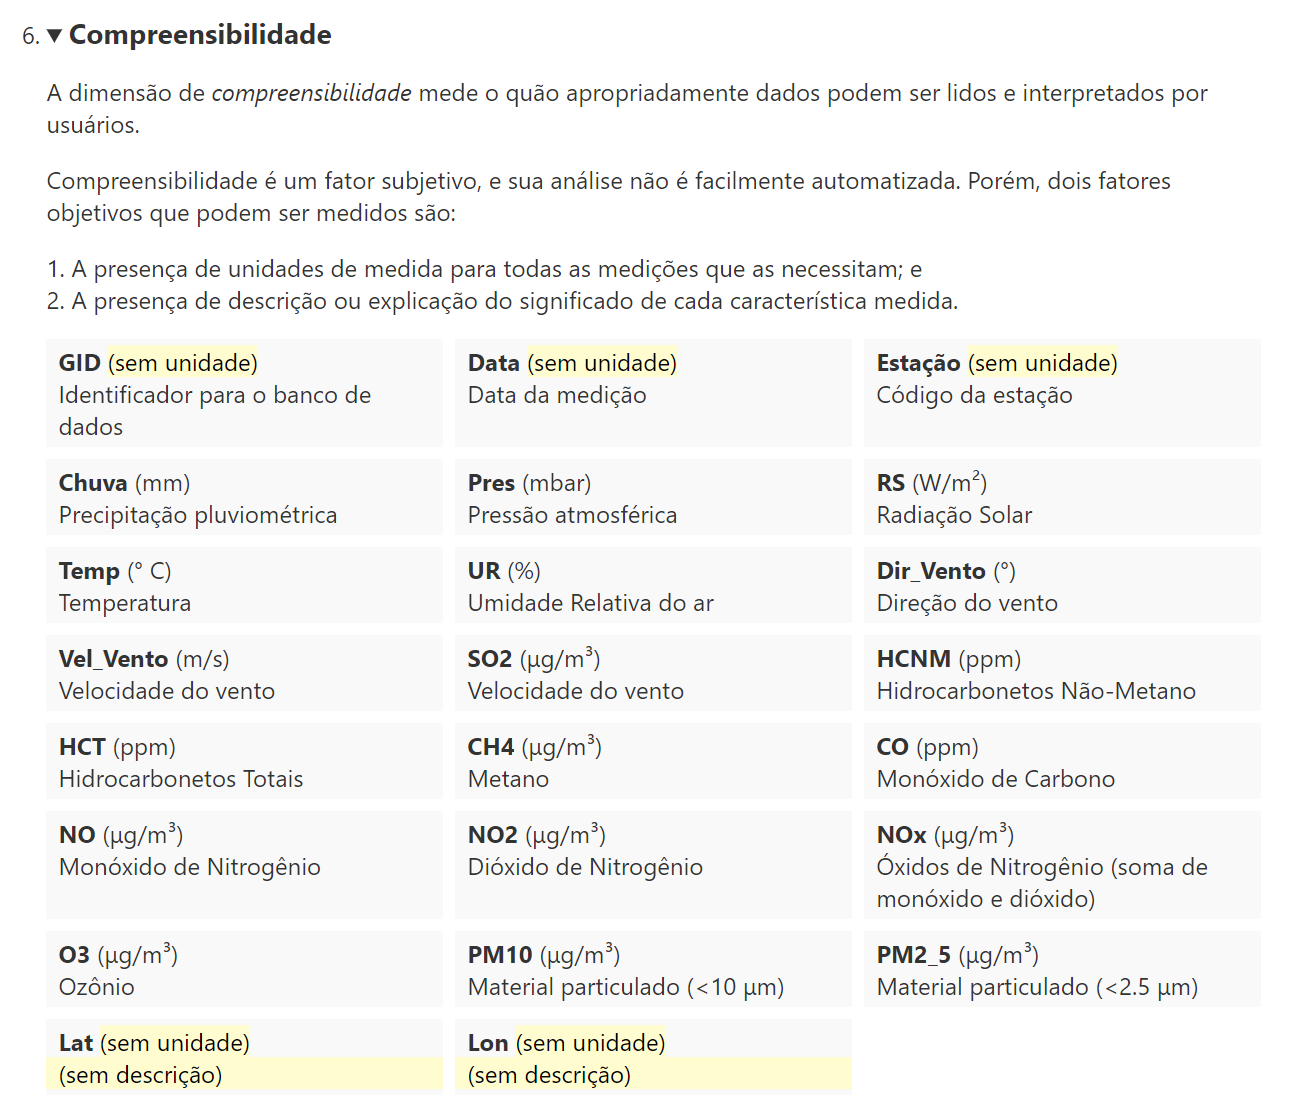 6. ▼ Compreensibilidade
A dimensão de compreensibilidade mede o quão apropriadamente dados podem ser lidos e interpretados por
usuários.
Compreensibilidade é um fator subjetivo, e sua análise não é facilmente automatizada. Porém, dois fatores
objetivos que podem ser medidos são:
1. A presença de unidades de medida para todas as medições que as necessitam; e
2. A presença de descrição ou explicação do significado de cada característica medida.
GID (sem unidade)
Identificador para o banco de
dados
Data (sem unidade)
Data da medição
Estação (sem unidade)
Código da estação
Chuva (mm)
Precipitação pluviométrica
Pres (mbar)
Pressão atmosférica
RS (W/m²)
Radiação Solar
Temp (° C)
Temperatura
UR (%)
Umidade Relativa do ar
Dir_Vento (°)
Direção do vento
Vel_Vento (m/s)
Velocidade do vento
SO2 (µg/m³)
Velocidade do vento
HCNM (ppm)
Hidrocarbonetos Não-Metano
HCT (ppm)
Hidrocarbonetos Totais
CH4 (µg/m³)
Metano
CO (ppm)
Monóxido de Carbono
NO (µg/m³)
Monóxido de Nitrogênio
NO2 (µg/m³)
Dióxido de Nitrogênio
NOx (µg/m³)
Óxidos de Nitrogênio (soma de
monóxido e dióxido)
O3 (µg/m³)
Ozônio
PM10 (µg/m³)
Material particulado (<10 µm)
PM2_5 (µg/m³)
Material particulado (<2.5 µm)
Lat (sem unidade)
(sem descrição)
Lon (sem unidade)
(sem descrição)